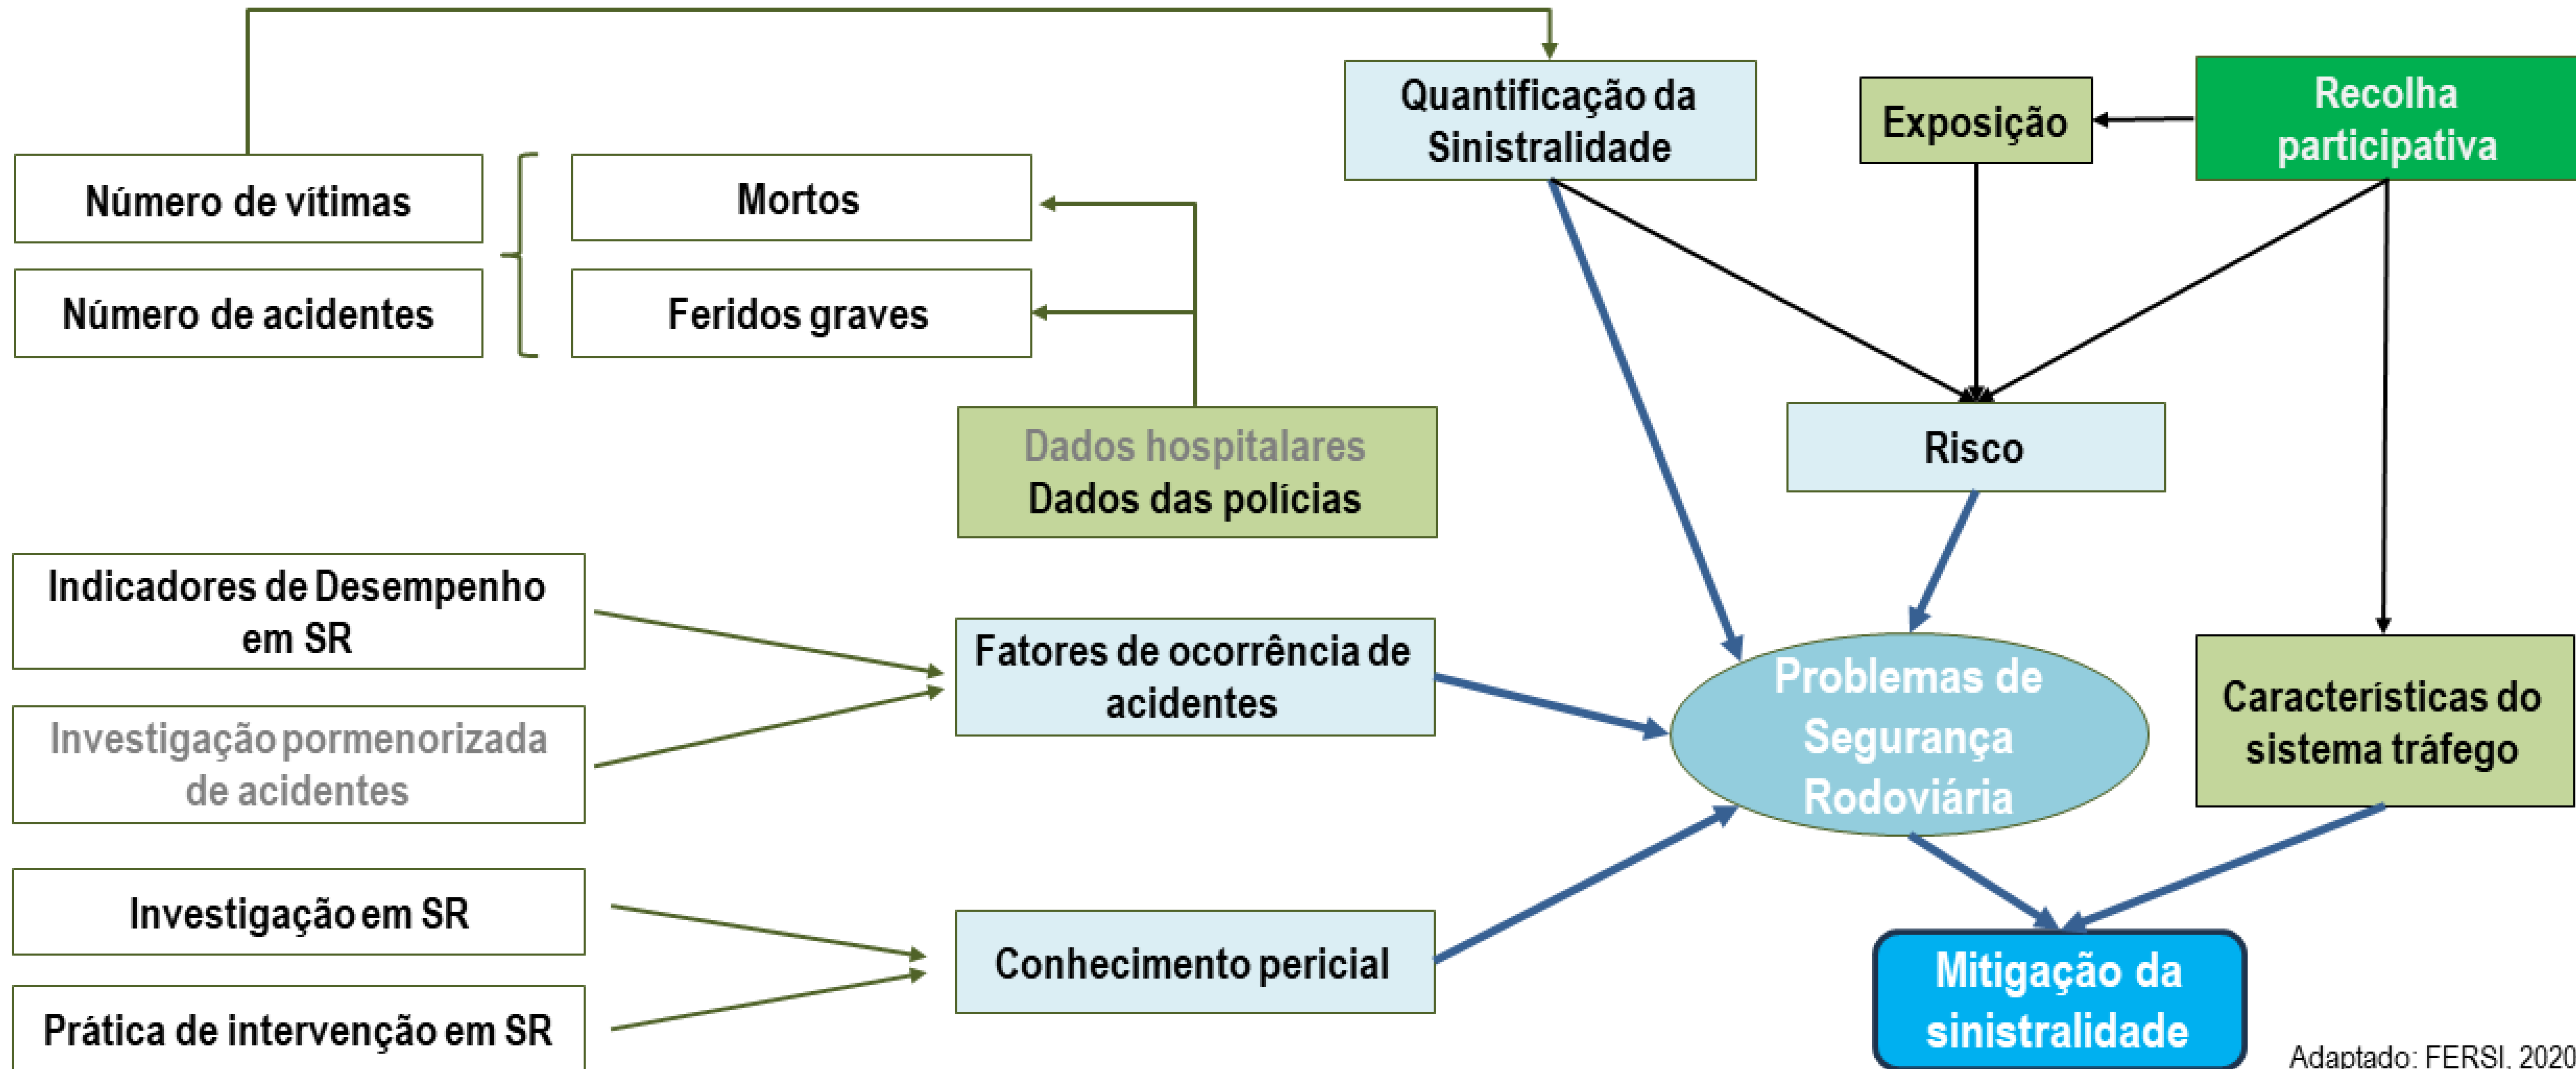 Quantificação da
Sinistralidade
Exposição
Recolha
participativa
Número de vítimas
Mortos
Número de acidentes
Feridos graves
Dados hospitalares
Dados das polícias
Risco
Indicadores de Desempenho
em SR
Fatores de ocorrência de
acidentes
Investigação pormenorizada
de acidentes
Problemas de
Segurança
Rodoviária
Características do
sistema tráfego
Investigação em SR
Conhecimento pericial
Prática de intervenção em SR
Mitigação da
sinistralidade
Adaptado: FERSI, 2020